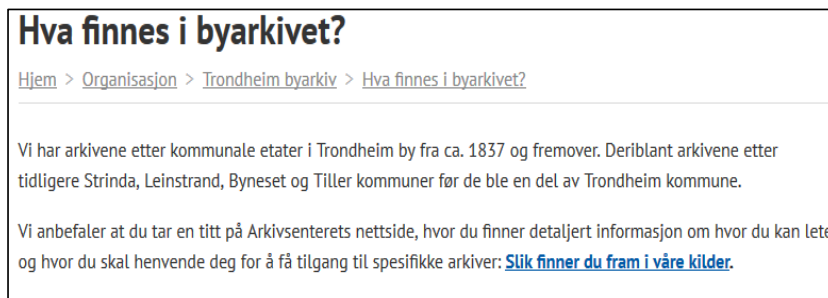 Hva finnes i byarkivet?
Hjem > Organisasjon > Trondheim byarkiv > Hva finnes i byarkivet?
Vi har arkivene etter kommunale etater i Trondheim by fra ca. 1837 og fremover. Deriblant arkivene etter
tidligere Strinda, Leinstrand, Byneset og Tiller kommuner før de ble en del av Trondheim kommune.
Vi anbefaler at du tar en titt på Arkivsenterets nettside, hvor du finner detaljert informasjon om hvor du kan lete
og hvor du skal henvende deg for å få tilgang til spesifikke arkiver: Slik finner du fram i våre kilder.